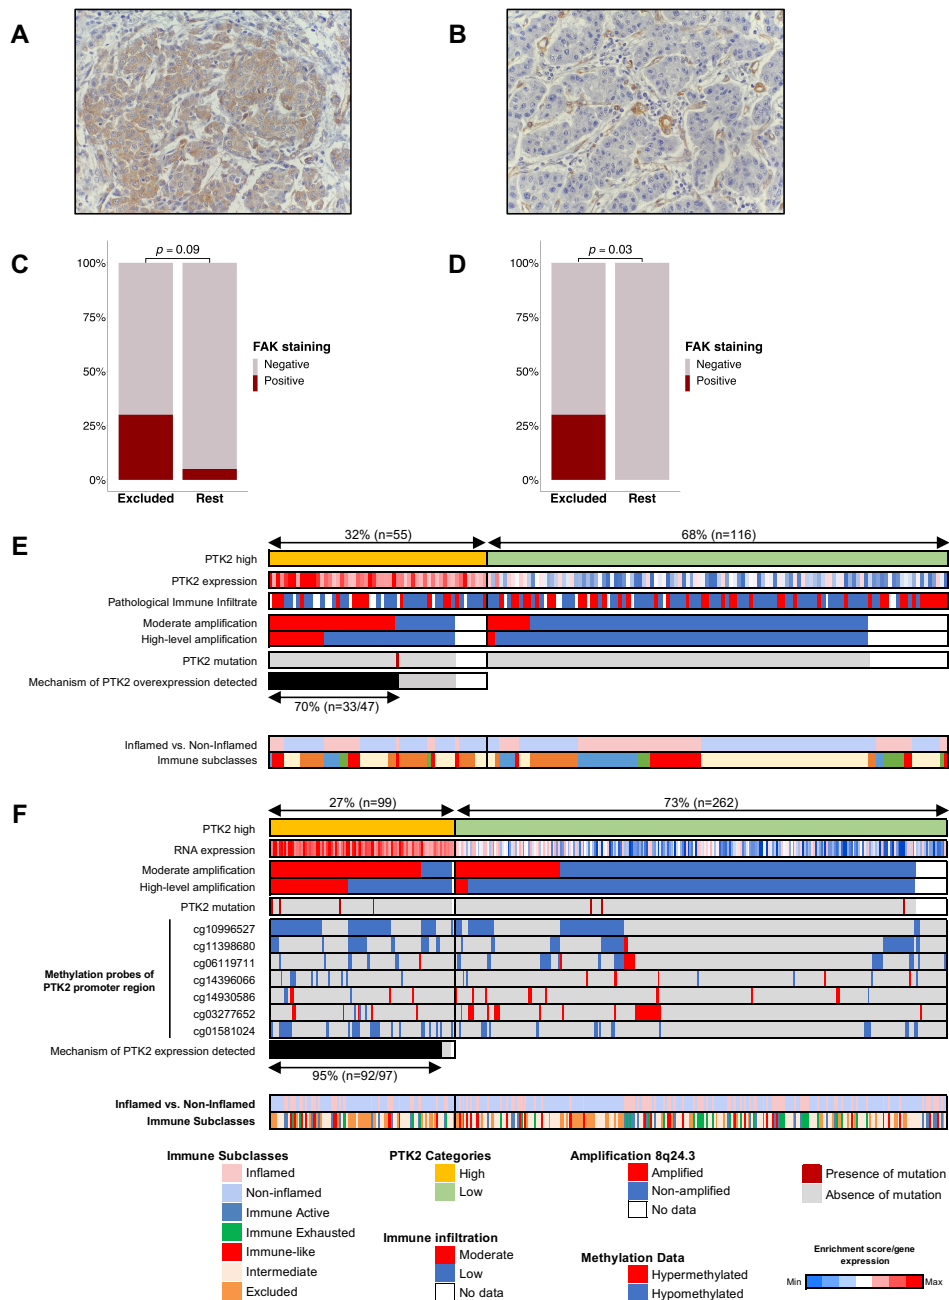 A
B
C
p = 0.09
100%
75%
50%
25%
0%
Excluded
Rest
FAK staining
Negative
Positive
D
p = 0.03
100%
75%
50%
25%
0%
Excluded
Rest
FAK staining
Negative
Positive
E
32% (n=55)
68% (n=116)
PTK2 high
PTK2 expression
Pathological Immune Infiltrate
Moderate amplification
High-level amplification
PTK2 mutation
Mechanism of PTK2 overexpression detected
70% (n=33/47)
Inflamed vs. Non-Inflamed
Immune subclasses
F
27% (n=99)
73% (n=262)
PTK2 high
RNA expression
Moderate amplification
High-level amplification
PTK2 mutation
Methylation probes of
PTK2 promoter region
cg10996527
cg11398680
cg06119711
cg14396066
cg14930586
cg03277652
cg01581024
Mechanism of PTK2 expression detected
95% (n=92/97)
Inflamed vs. Non-Inflamed
Immune Subclasses
Immune Subclasses
Inflamed
Non-inflamed
Immune Active
Immune Exhausted
Immune-like
Intermediate
Excluded
PTK2 Categories
High
Low
Immune infiltration
Moderate
Low
No data
Amplification 8q24.3
Amplified
Non-amplified
No data
Methylation Data
Hypermethylated
Hypomethylated
Presence of mutation
Absence of mutation
Enrichment score/gene
expression
Min
Max